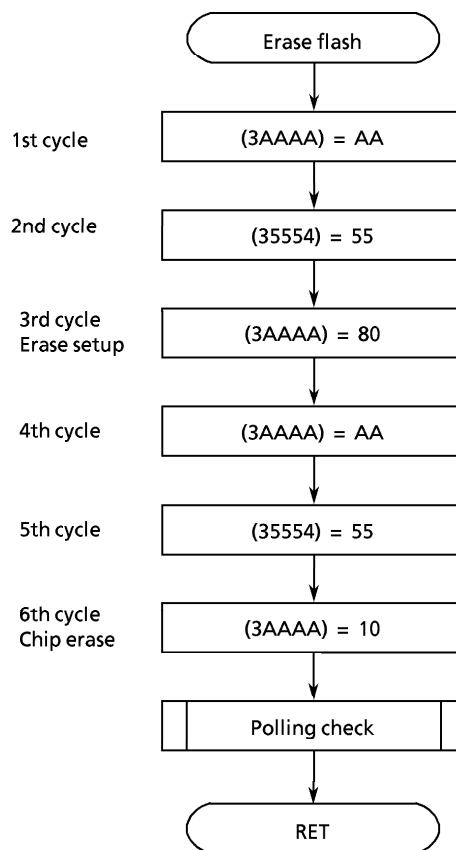 Erase flash
1st cycle
(3AAAA) = AA
2nd cycle
(35554) = 55
3rd cycle
Erase setup
(3AAAA) = 80
4th cycle
(3AAAA) = AA
5th cycle
(35554) = 55
6th cycle
Chip erase
(3AAAA) = 10
Polling check
RET